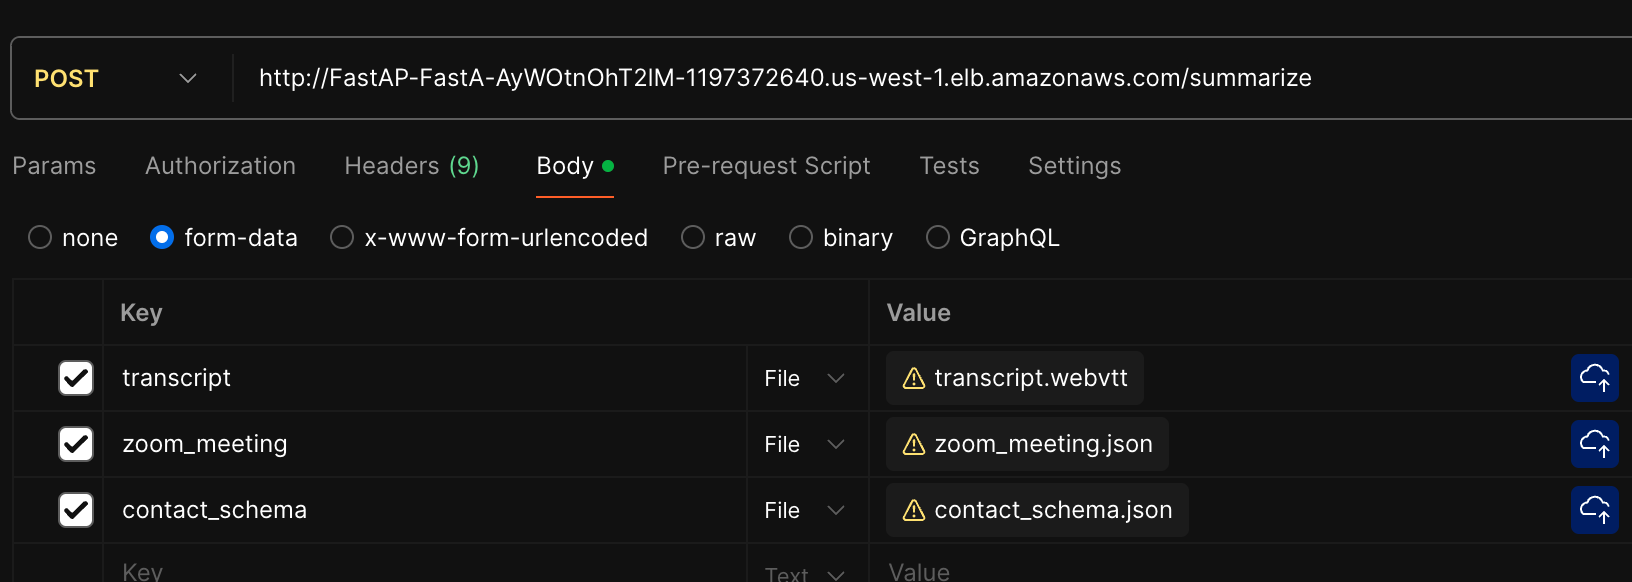 POST http://FastAP-FastA-AyWOtnOhT2IM-1197372640.us-west-1.elb.amazonaws.com/summarize
Params Authorization Headers (9) Body Pre-request Script Tests Settings
none form-data x-www-form-urlencoded raw binary GraphQL
Key Value
transcript File transcript.webvtt
zoom_meeting File zoom_meeting.json
contact_schema File contact_schema.json
Key Text Value